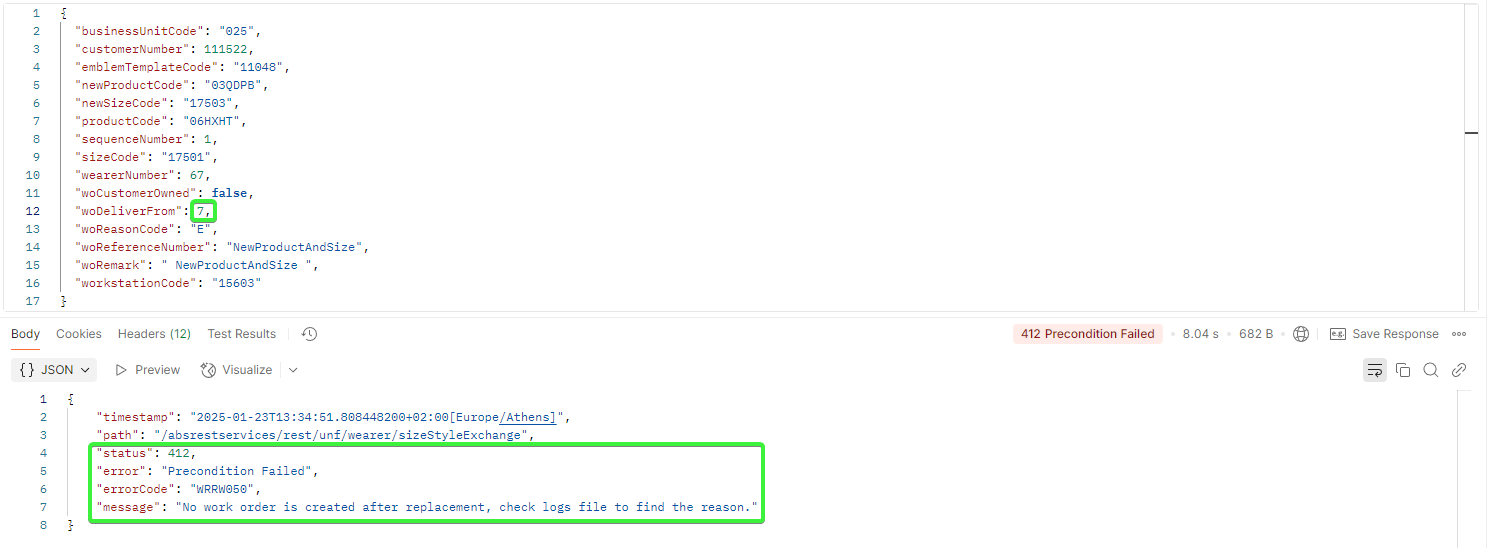 1 {
2 "businessUnitCode": "025",
3 "customerNumber": 111522,
4 "emblemTemplateCode": "11048",
5 "newProductCode": "03QDPB",
6 "newSizeCode": "17503",
7 "productCode": "06HXHT",
8 "sequenceNumber": 1,
9 "sizeCode": "17501",
10 "wearerNumber": 67,
11 "woCustomerOwned": false,
12 "woDeliverFrom": 7,
13 "woReasonCode": "E",
14 "woReferenceNumber": "NewProductAndSize",
15 "woRemark": " NewProductAndSize ",
16 "workstationCode": "15603"
17 }
Body Cookies Headers (12) Test Results 412 Precondition Failed • 8.04 s • 682 B e.g. Save Response
{} JSON Preview Visualize
1 {
2 "timestamp": "2025-01-23T13:34:51.808448200+02:00[Europe/Athens]",
3 "path": "/absrestservices/rest/unf/wearer/sizeStyleExchange",
4 "status": 412,
5 "error": "Precondition Failed",
6 "errorCode": "WRRW050",
7 "message": "No work order is created after replacement, check logs file to find the reason."
8 }